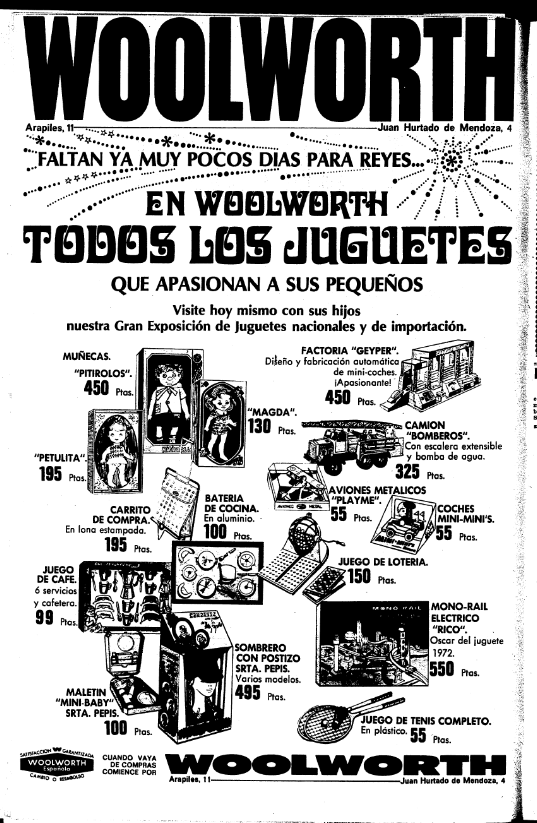 WOOLWORTH
Arapiles, 11
Juan Hurtado de Mendoza, 4
FALTAN YA MUY POCOS DIAS PARA REYES...
EN WOOLWORTH
TODOS LOS JUGUETES
QUE APASIONAN A SUS PEQUEÑOS
Visite hoy mismo con sus hijos
nuestra Gran Exposición de Juguetes nacionales y de importación.
MUÑECAS.
"PITIROLOS".
450 Ptas.
"MAGDA".
130 Ptas.
"PETULITA".
195 Ptas.
FACTORIA "GEYPER".
Diseño y fabricación automática
de mini-coches.
¡Apasionante!
450 Ptas.
CAMION
"BOMBEROS".
Con escalera extensible
y bomba de agua.
325 Ptas.
CARRITO
DE COMPRA.
En lona estampada.
195 Ptas.
BATERIA
DE COCINA.
En aluminio.
100 Ptas.
AVIONES METALICOS
"PLAYME".
55 Ptas.
COCHES
MINI-MINI'S.
55 Ptas.
JUEGO DE LOTERIA.
150 Ptas.
JUEGO
DE CAFE.
6 servicios
y cafetera.
99 Ptas.
MONO RAIL
MONO-RAIL
ELECTRICO
"RICO".
Oscar del juguete
1972.
550 Ptas.
SOMBRERO
CON POSTIZO
SRTA. PEPIS.
Varios modelos.
495 Ptas.
MALETIN
"MINI-BABY"
SRTA. PEPIS.
100 Ptas.
JUEGO DE TENIS COMPLETO.
En plástico. 55 Ptas.
SATISFACCION W GARANTIZADA
WOOLWORTH
Española
CAMBIO O REEMBOLSO
CUANDO VAYA
DE COMPRAS
COMIENCE POR
WOOLWORTH
Arapiles, 11
Juan Hurtado de Mendoza, 4